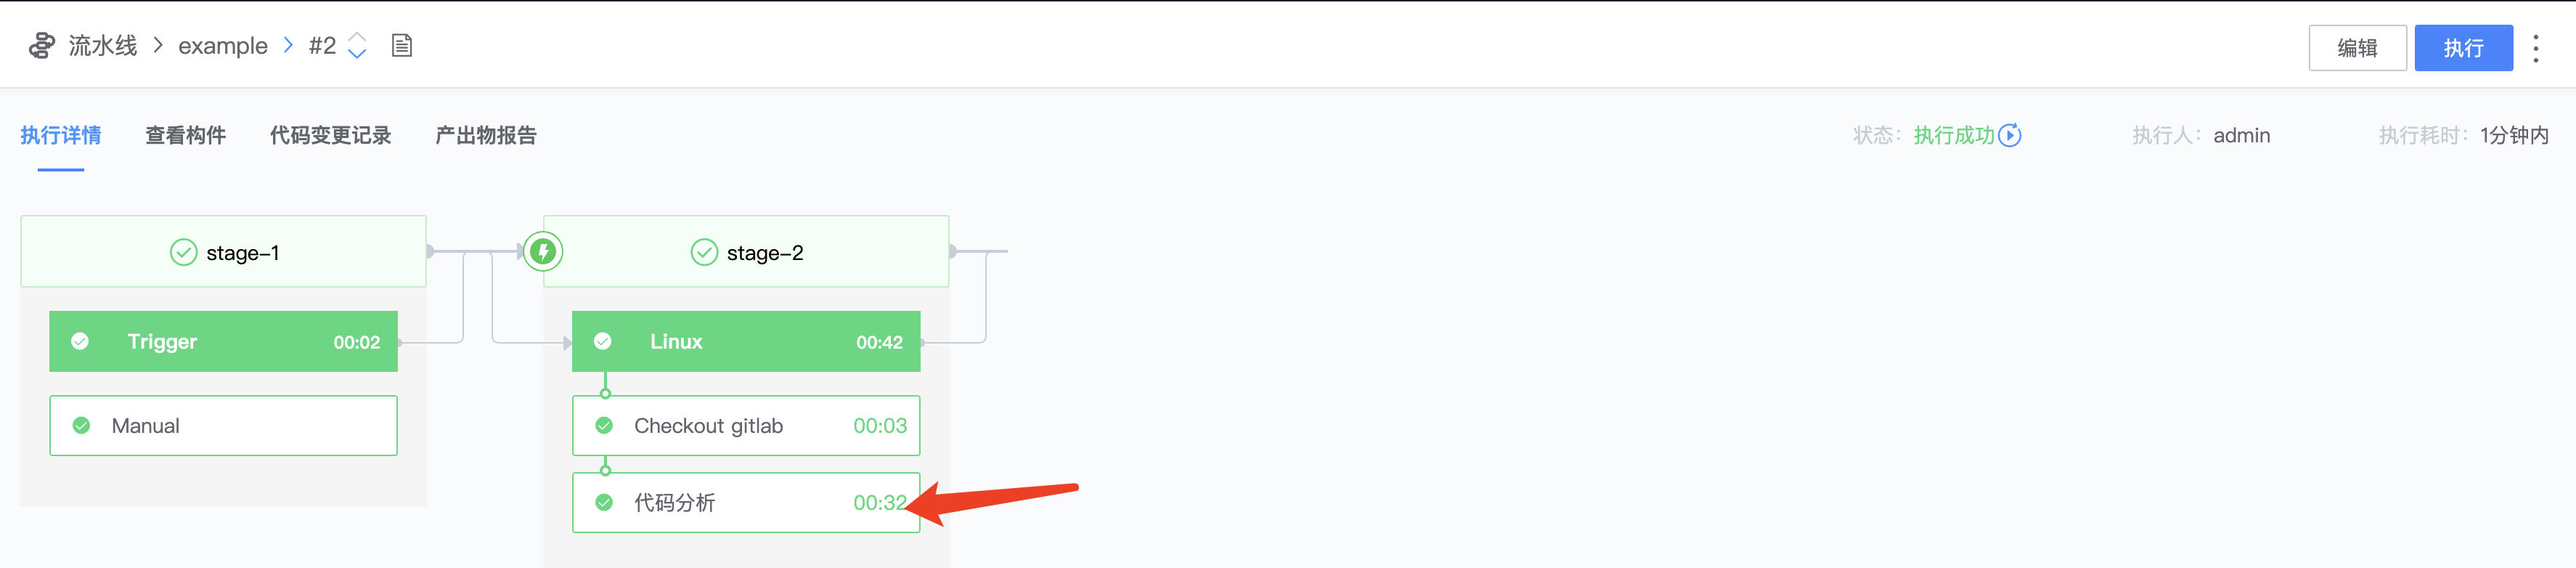 流水线 > example > #2
编辑 执行
执行详情 查看构件 代码变更记录 产出物报告 状态：执行成功 执行人：admin 执行耗时：1分钟内
stage-1 stage-2
Trigger 00:02 Linux 00:42
Manual Checkout gitlab 00:03
代码分析 00:32